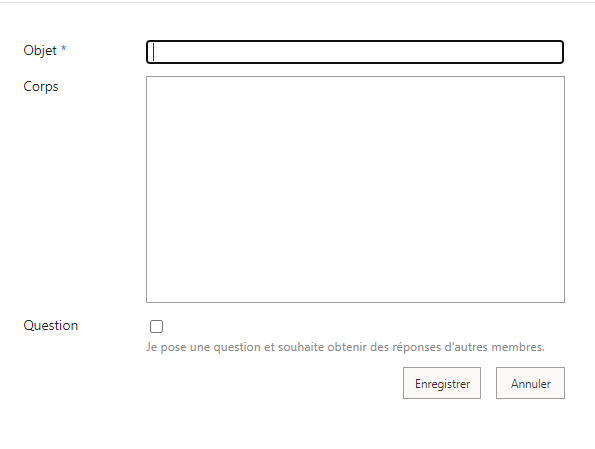 Objet *
Corps
Question
Je pose une question et souhaite obtenir des réponses d'autres membres.
Enregistrer Annuler